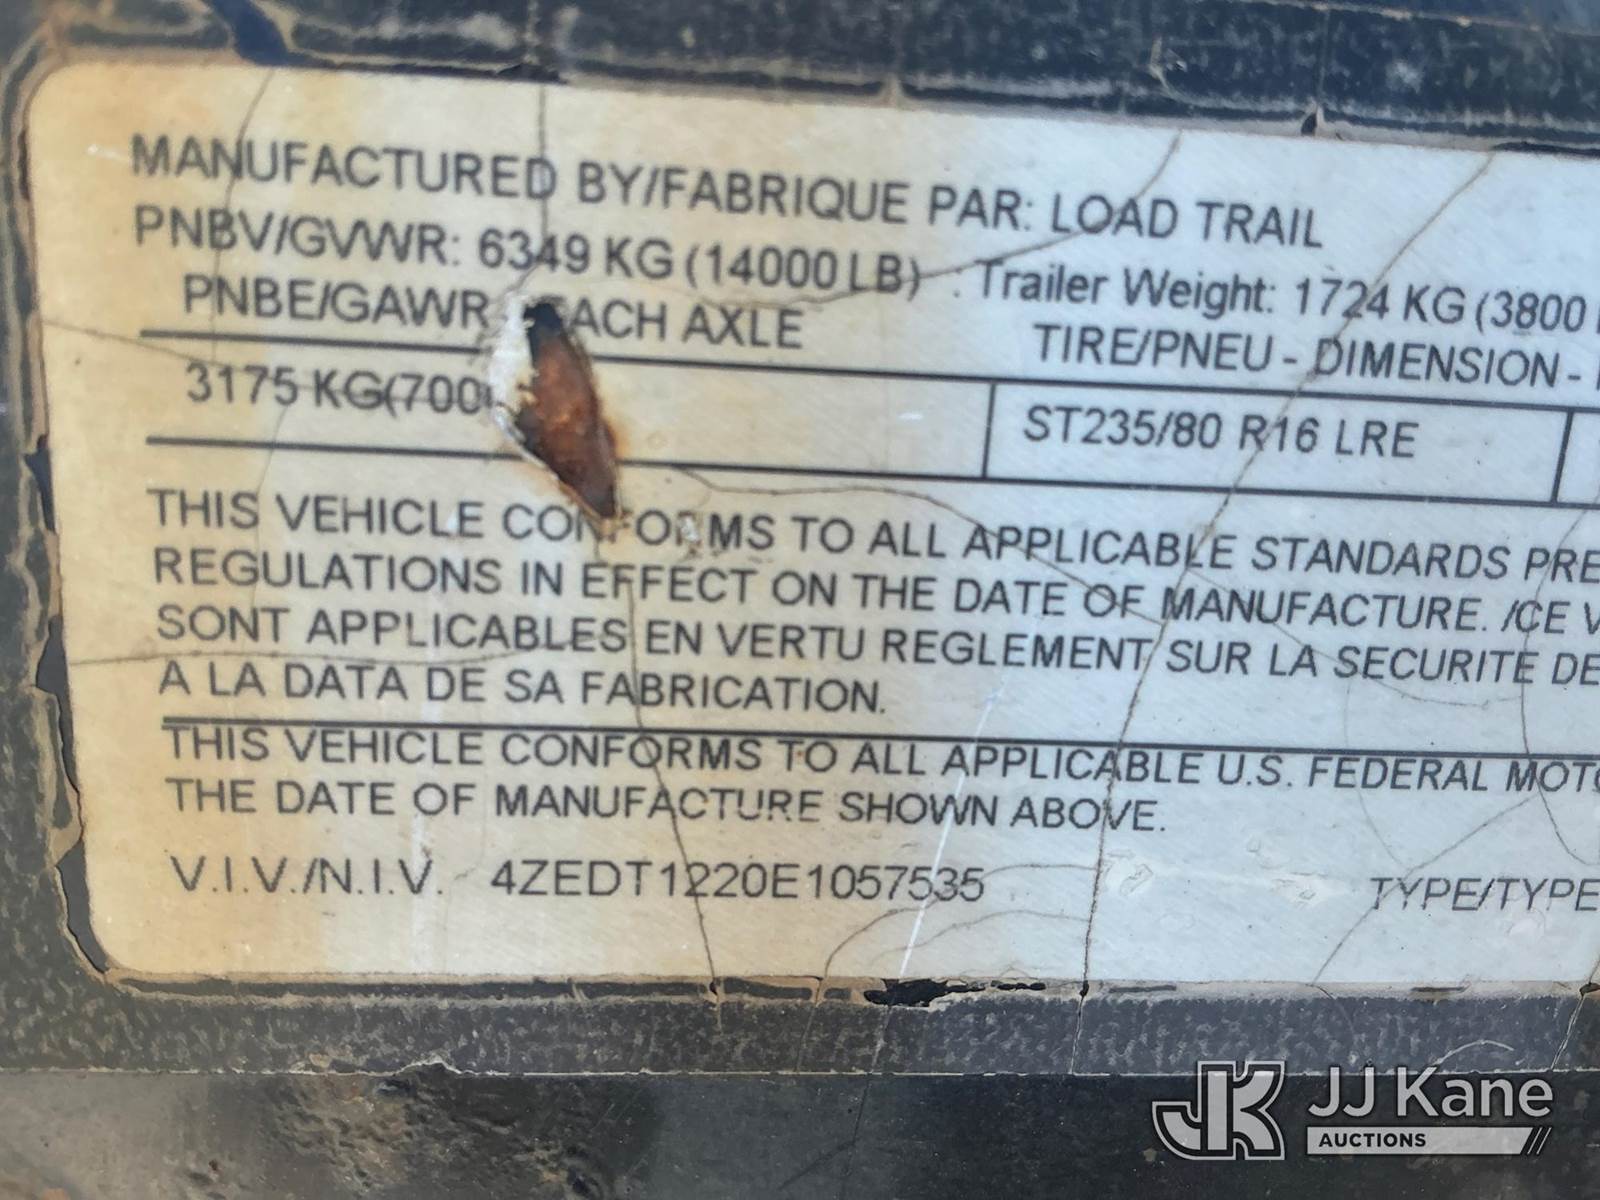 MANUFACTURED BY/FABRIQUE PAR: LOAD TRAIL
PNBV/GVWR: 6349 KG (14000 LB) Trailer Weight: 1724 KG (3800
PNBE/GAWR - EACH AXLE TIRE/PNEU - DIMENSION -
3175 KG(700 ST235/80 R16 LRE
THIS VEHICLE CONFORMS TO ALL APPLICABLE STANDARDS PRE
REGULATIONS IN EFFECT ON THE DATE OF MANUFACTURE. /CE V
SONT APPLICABLES EN VERTU REGLEMENT SUR LA SECURITE DE
A LA DATA DE SA FABRICATION.
THIS VEHICLE CONFORMS TO ALL APPLICABLE U.S. FEDERAL MOTO
THE DATE OF MANUFACTURE SHOWN ABOVE.
V.I.V./N.I.V. 4ZEDT1220E1057535 TYPE/TYPE
JK JJ Kane
AUCTIONS